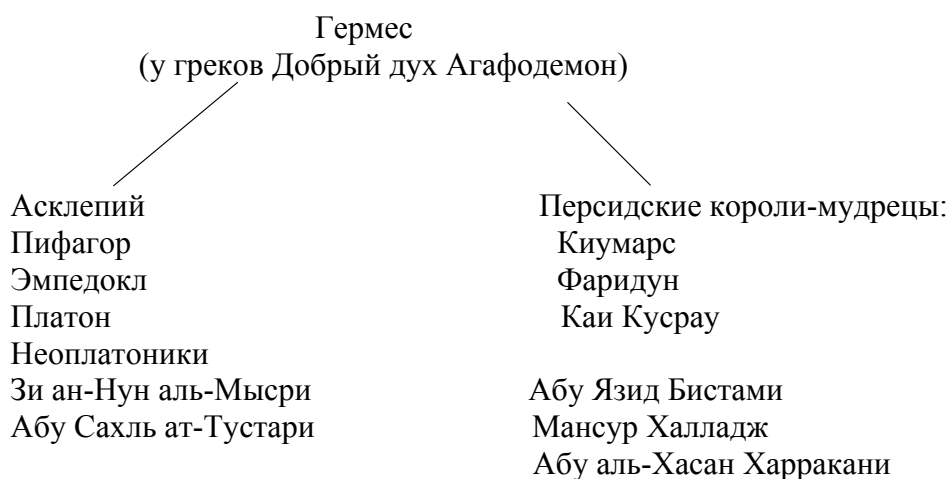 Гермес
(у греков Добрый дух Агафодемон)
Асклепий
Пифагор
Эмпедокл
Платон
Неоплатоники
Зи ан-Нун аль-Мысри
Абу Сахль ат-Тустари
Персидские короли-мудрецы:
Киумарс
Фаридун
Каи Кусрау
Абу Язид Бистами
Мансур Халладж
Абу аль-Хасан Харракани